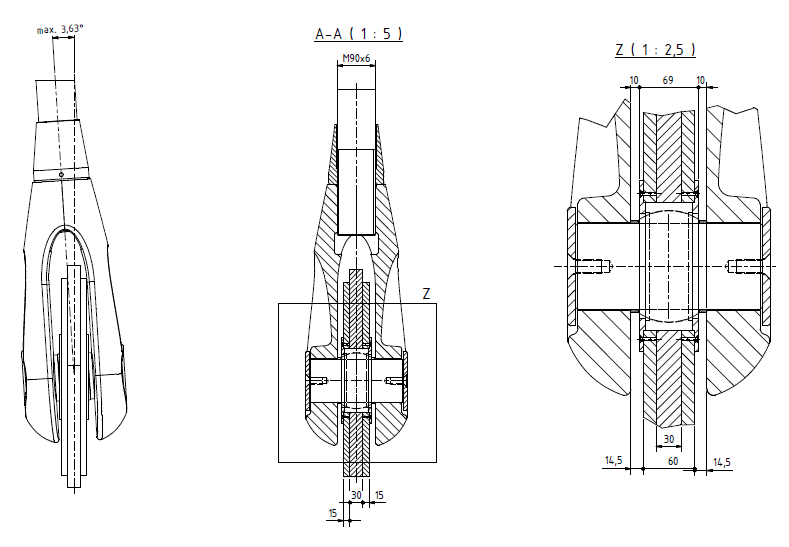 max. 3,63°
A-A ( 1 : 5 )
M90x6
Z ( 1 : 2,5 )
10 69 10
Z
30
14,5 60 14,5
30 15
15